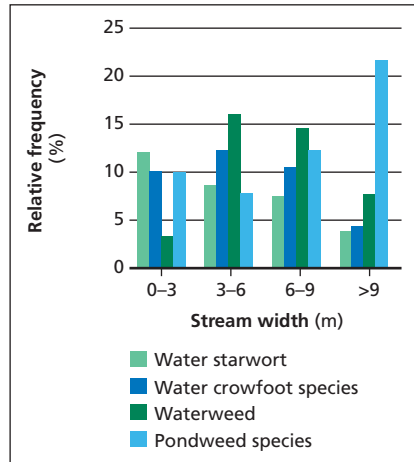 Relative frequency
(%)
25
20
15
10
5
0
0–3
3–6
6–9
>9
Stream width (m)
Water starwort
Water crowfoot species
Waterweed
Pondweed species